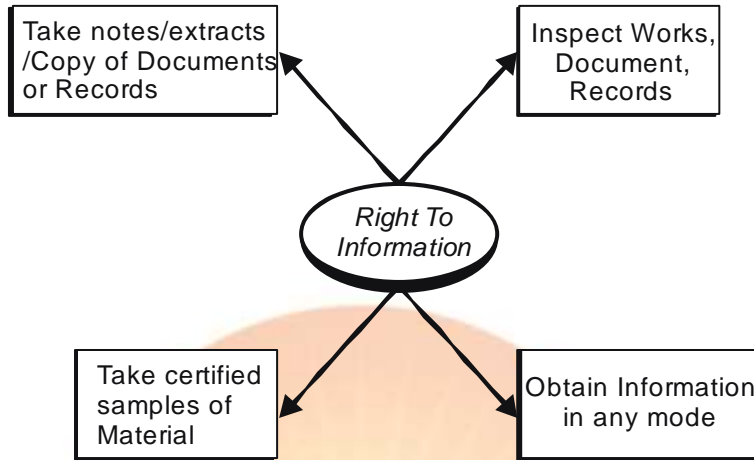 Take notes/extracts
/Copy of Documents
or Records
Inspect Works,
Document,
Records
Right To
Information
Take certified
samples of
Material
Obtain Information
in any mode